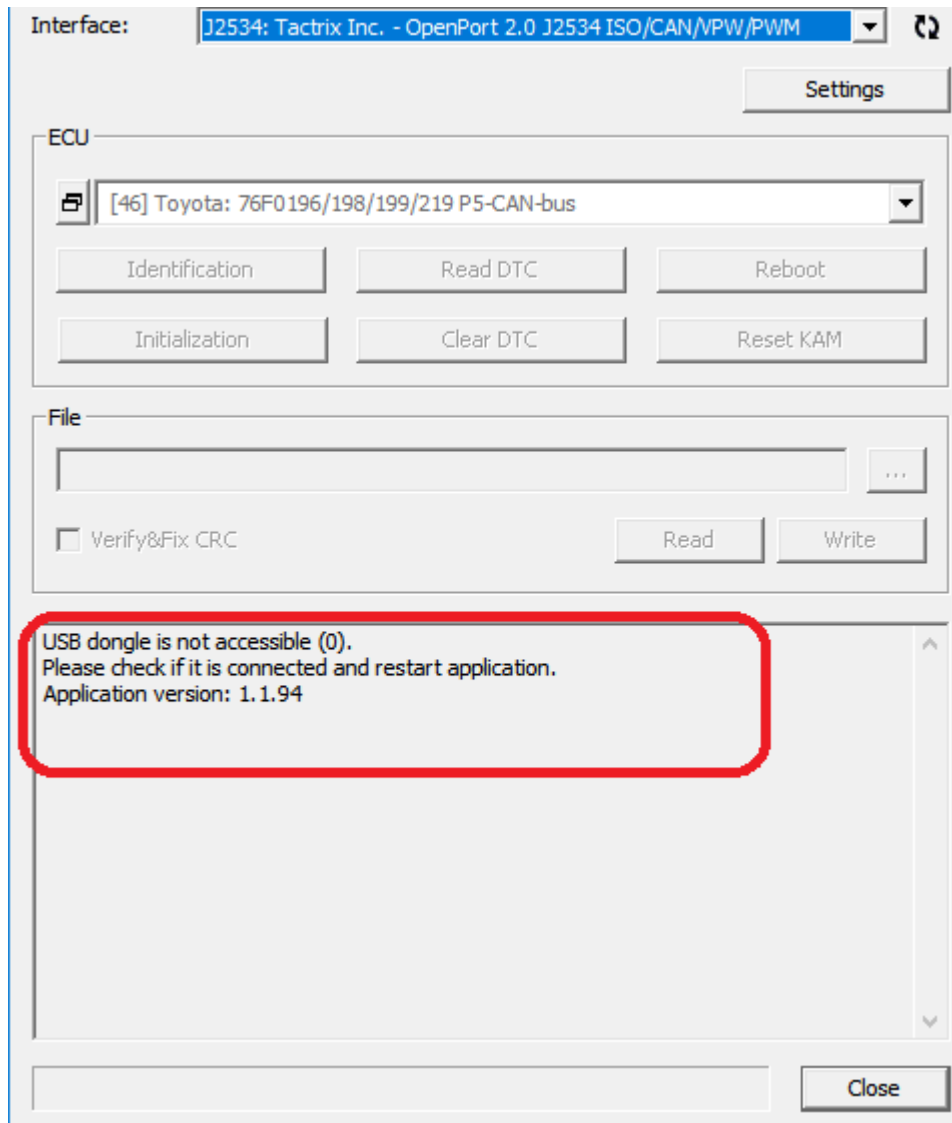 Interface:
J2534: Tactrix Inc. - OpenPort 2.0 J2534 ISO/CAN/VPW/PWM
Settings
ECU
[46] Toyota: 76F0196/198/199/219 P5-CAN-bus
Identification
Read DTC
Reboot
Initialization
Clear DTC
Reset KAM
File
...
Verify&Fix CRC
Read
Write
USB dongle is not accessible (0).
Please check if it is connected and restart application.
Application version: 1.1.94
Close